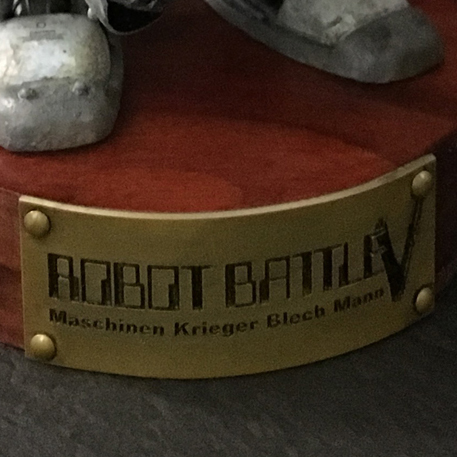 ROBOT BATTLE V
Maschinen Krieger Blech Mann